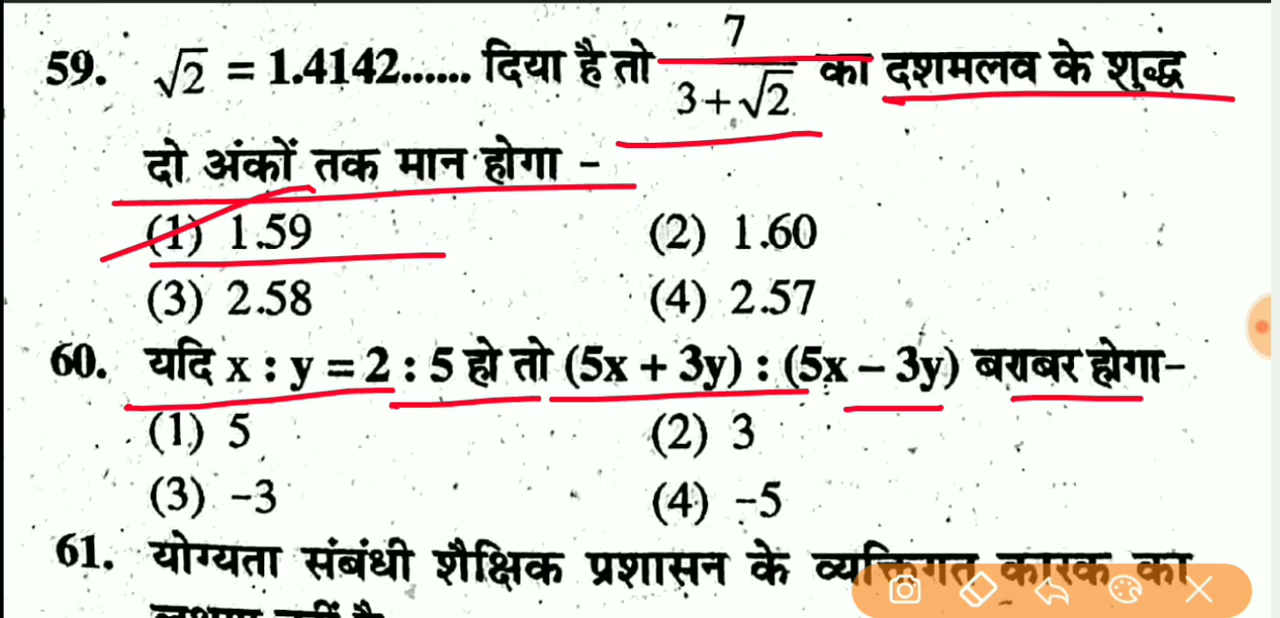 59. √2 = 1.4142...... दिया है तो 7/(3+√2) का दशमलव के शुद्ध
दो अंकों तक मान होगा –
(1) 1.59 (2) 1.60
(3) 2.58 (4) 2.57
60. यदि x : y = 2 : 5 हो तो (5x + 3y) : (5x – 3y) बराबर होगा–
(1) 5 (2) 3
(3) –3 (4) –5
61. योग्यता संबंधी शैक्षिक प्रशासन के व्यक्तिगत कारक का